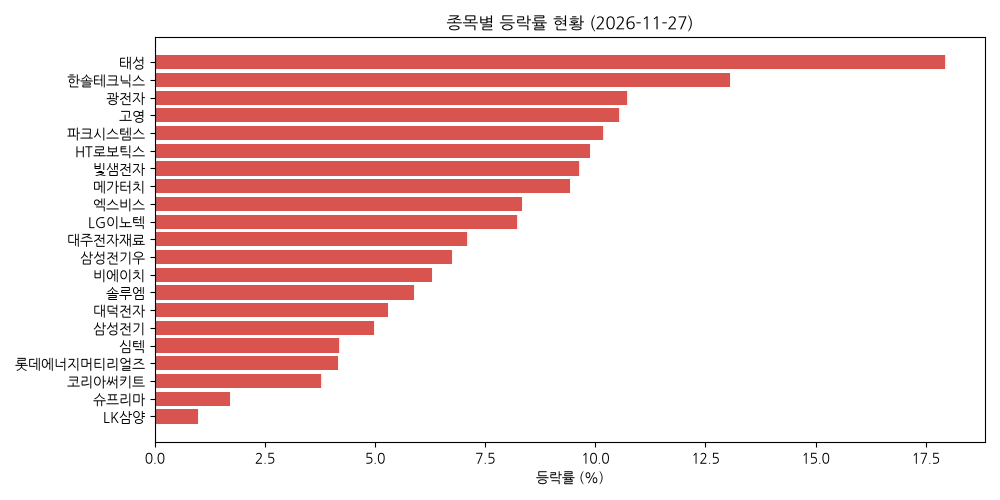 종목별 등락률 현황 (2026-11-27)
태성
한솔테크닉스
광전자
고영
파크시스템스
HT로보틱스
빛샘전자
메가터치
엑스비스
LG이노텍
대주전자재료
삼성전기우
비에이치
솔루엠
대덕전자
삼성전기
심텍
롯데에너지머티리얼즈
코리아써키트
슈프리마
LK삼양
0.0 2.5 5.0 7.5 10.0 12.5 15.0 17.5
등락률 (%)